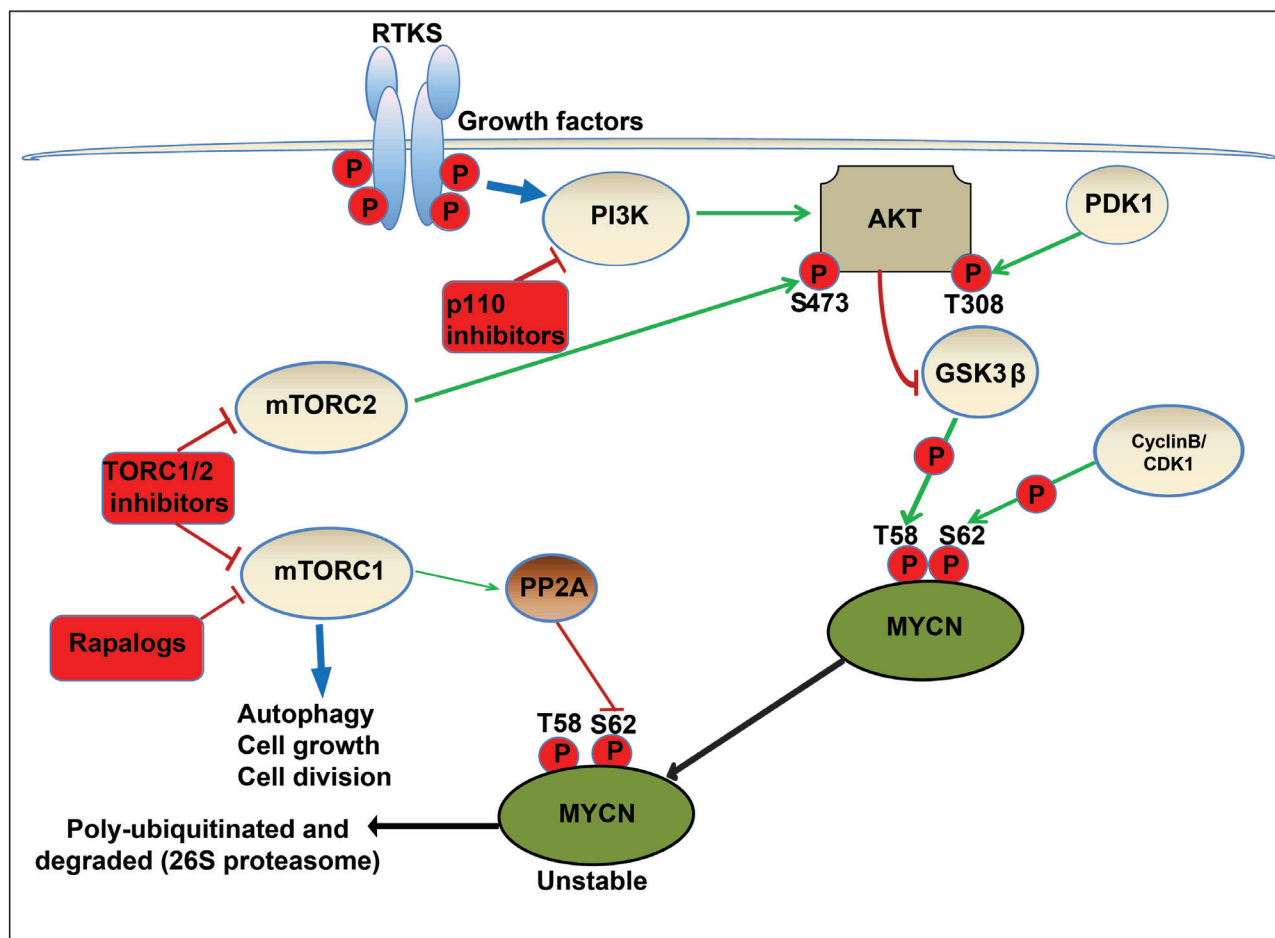 RTKS
Growth factors
P
P
P
P
PI3K
AKT
PDK1
P
P
S473
T308
p110
inhibitors
GSK3 β
mTORC2
P
CyclinB/
CDK1
TORC1/2
inhibitors
P
T58
S62
P
P
mTORC1
PP2A
MYCN
Rapalogs
Autophagy
Cell growth
Cell division
T58
S62
P
P
MYCN
Poly-ubiquitinated and
degraded (26S proteasome)
Unstable